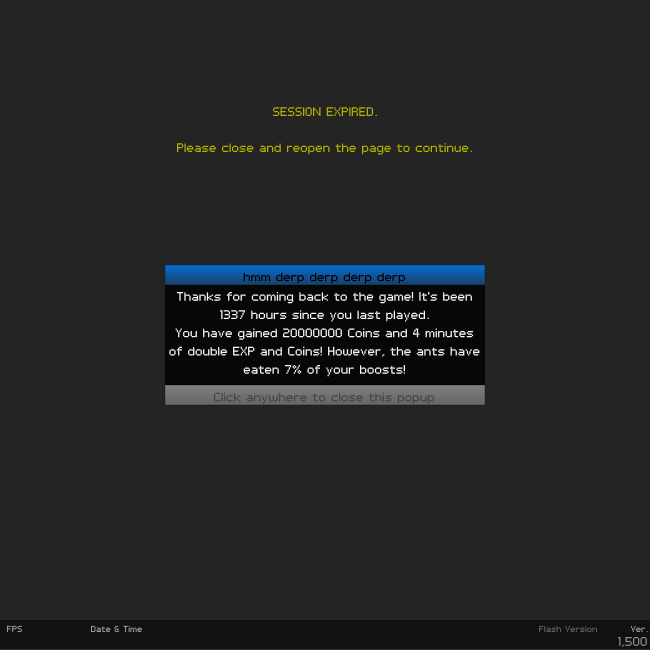 SESSION EXPIRED.
Please close and reopen the page to continue.
hmm derp derp derp derp
Thanks for coming back to the game! It's been
1337 hours since you last played.
You have gained 20000000 Coins and 4 minutes
of double EXP and Coins! However, the ants have
eaten 7% of your boosts!
Click anywhere to close this popup
FPS
Date & Time
Flash Version
Ver.
1,500